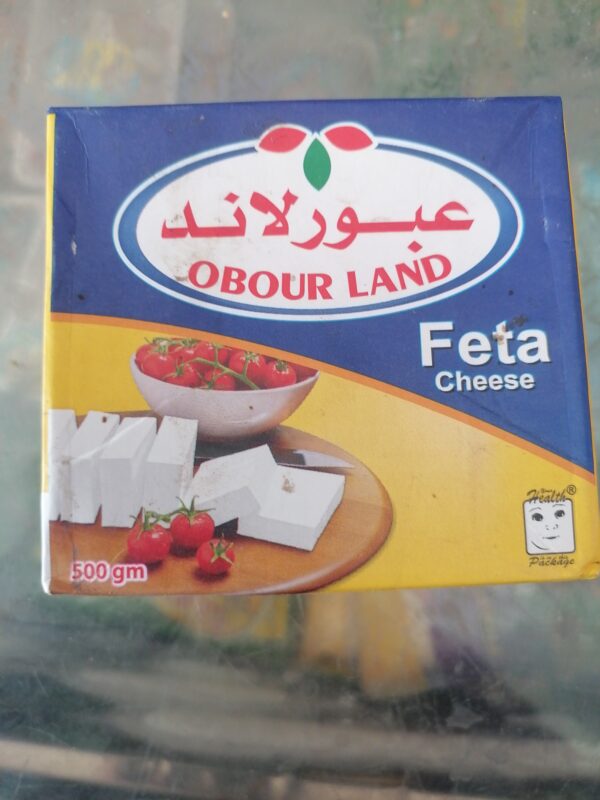 عبورلاند
OBOUR LAND
Feta
Cheese
Health®
Package
500 gm